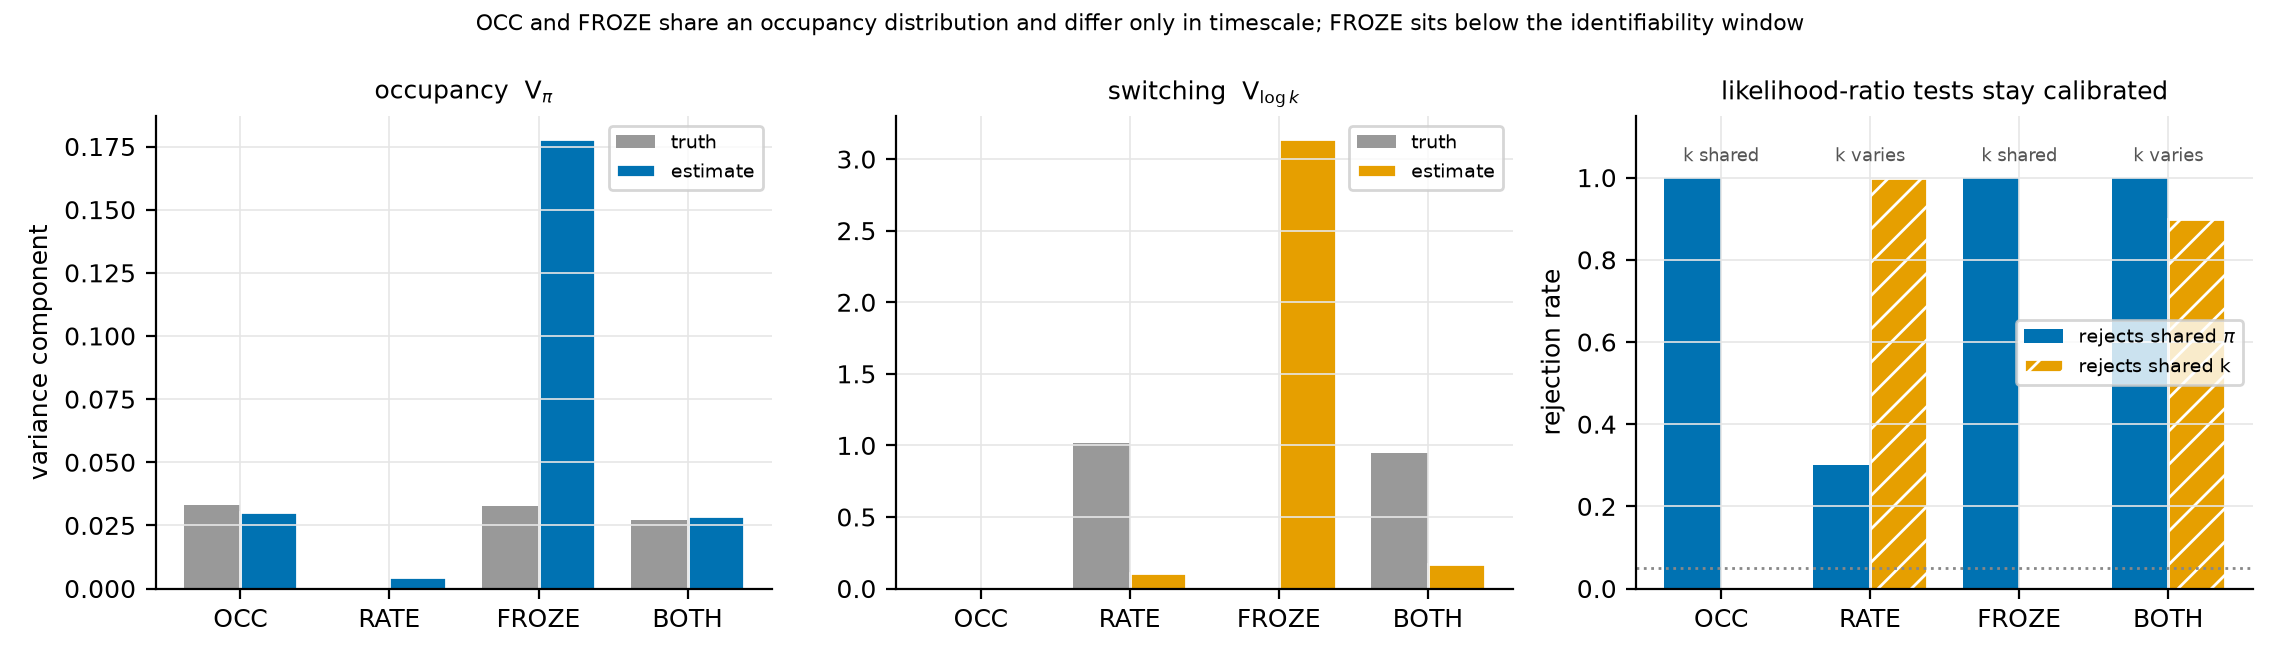 OCC and FROZE share an occupancy distribution and differ only in timescale; FROZE sits below the identifiability window
occupancy Vπ
variance component
0.175
0.150
0.125
0.100
0.075
0.050
0.025
0.000
truth
estimate
OCC RATE FROZE BOTH
switching Vlog k
3.0
2.5
2.0
1.5
1.0
0.5
0.0
truth
estimate
OCC RATE FROZE BOTH
likelihood-ratio tests stay calibrated
rejection rate
k shared k varies k shared k varies
1.0
0.8
0.6
0.4
0.2
0.0
rejects shared π
rejects shared k
OCC RATE FROZE BOTH